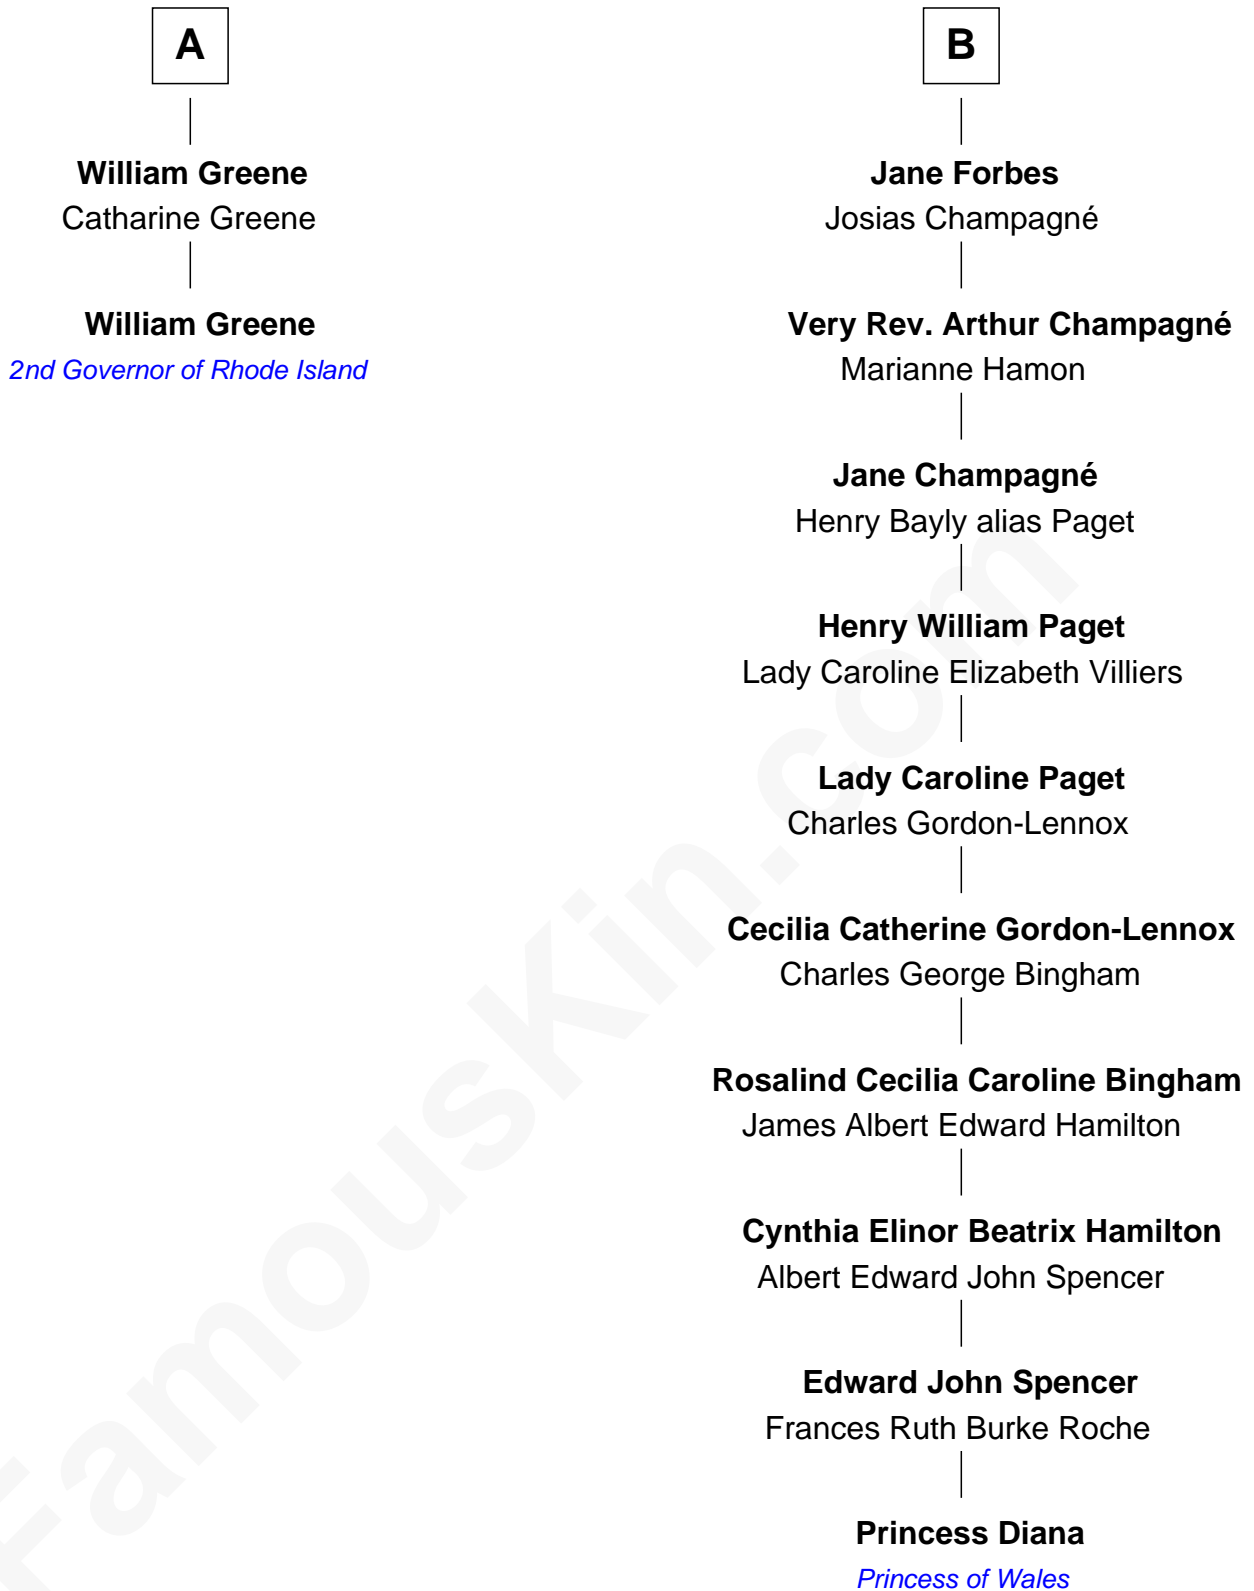 A
William Greene
Catharine Greene
William Greene
2nd Governor of Rhode Island
B
Jane Forbes
Josias Champagné
Very Rev. Arthur Champagné
Marianne Hamon
Jane Champagné
Henry Bayly alias Paget
Henry William Paget
Lady Caroline Elizabeth Villiers
Lady Caroline Paget
Charles Gordon-Lennox
Cecilia Catherine Gordon-Lennox
Charles George Bingham
Rosalind Cecilia Caroline Bingham
James Albert Edward Hamilton
Cynthia Elinor Beatrix Hamilton
Albert Edward John Spencer
Edward John Spencer
Frances Ruth Burke Roche
Princess Diana
Princess of Wales
FamousKin.com